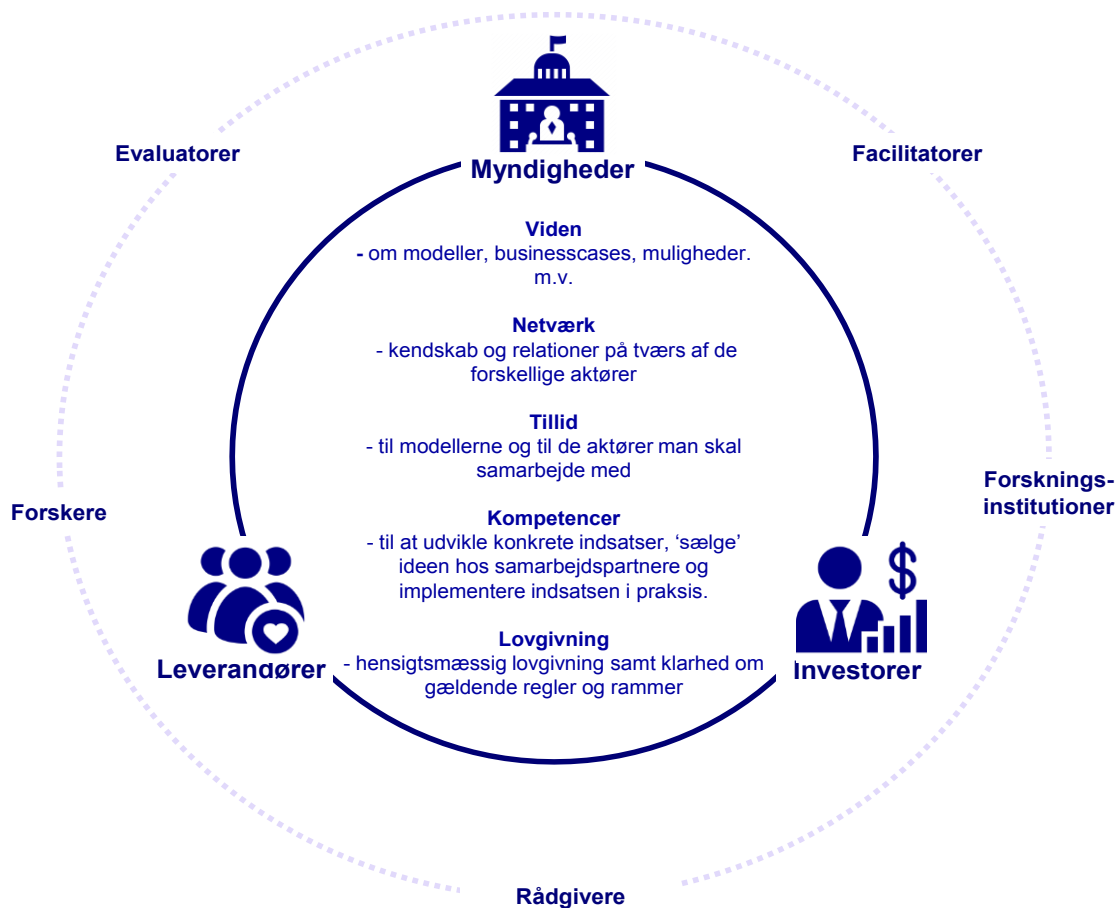 Myndigheder
Evaluatorer
Facilitatorer
Viden
- om modeller, businesscases, muligheder.
m.v.
Netværk
- kendskab og relationer på tværs af de
forskellige aktører
Tillid
- til modellerne og til de aktører man skal
samarbejde med
Forskere
Forsknings-
institutioner
Kompetencer
- til at udvikle konkrete indsatser, ‘sælge’
ideen hos samarbejdspartnere og
implementere indsatsen i praksis.
Lovgivning
- hensigtsmæssig lovgivning samt klarhed om
gældende regler og rammer
Leverandører
$
Investorer
Rådgivere